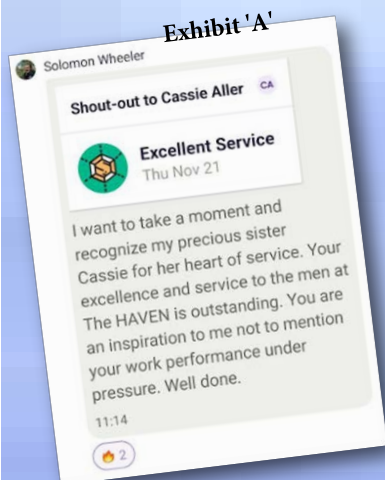 Exhibit 'A'
Solomon Wheeler
Shout-out to Cassie Aller CA
Excellent Service
Thu Nov 21
I want to take a moment and
recognize my precious sister
Cassie for her heart of service. Your
excellence and service to the men at
The HAVEN is outstanding. You are
an inspiration to me not to mention
your work performance under
pressure. Well done.
11:14
🔥 2